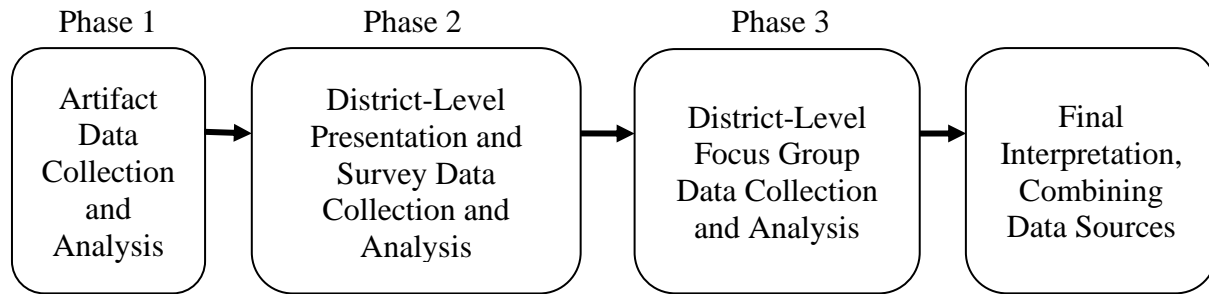 Phase 1
Phase 2
Phase 3
Artifact
Data
Collection
and
Analysis
District-Level
Presentation and
Survey Data
Collection and
Analysis
District-Level
Focus Group
Data Collection
and Analysis
Final
Interpretation,
Combining
Data Sources